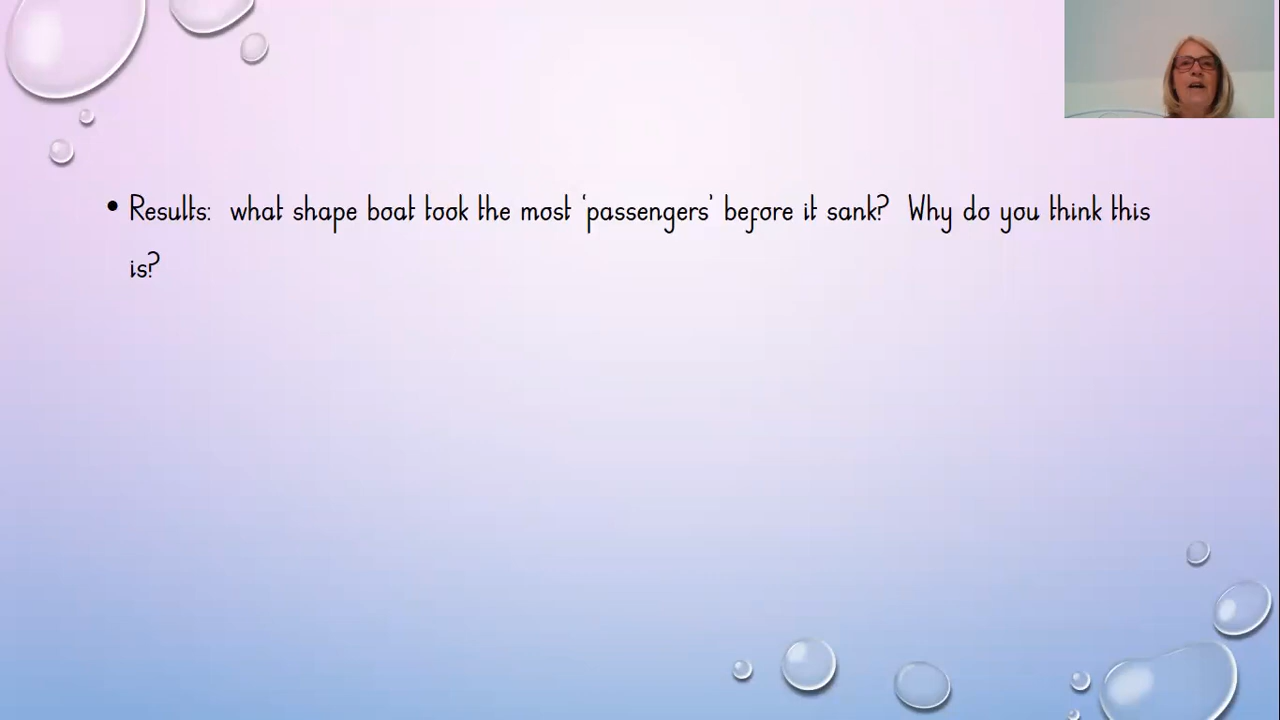 • Results:  what shape boat took the most ‘passengers’ before it sank?  Why do you think this
is?